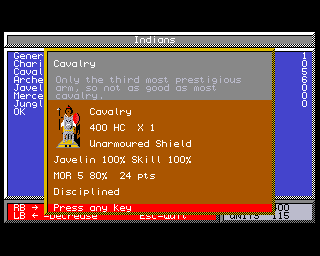 Indians
Gener 1
Chari 0
Caval 5
Arche 6
Javel 0
Merce 0
Jungl 0
OK
Cavalry
Only the third most prestigious
arm, so not as good as most
cavalry.
Cavalry
400 HC X 1
Unarmoured Shield
Javelin 100% Skill 100%
MOR 5 80% 24 pts
Disciplined
Press any Key
RB →
LB ← -Decrease Esc-Quit
UNITS 115